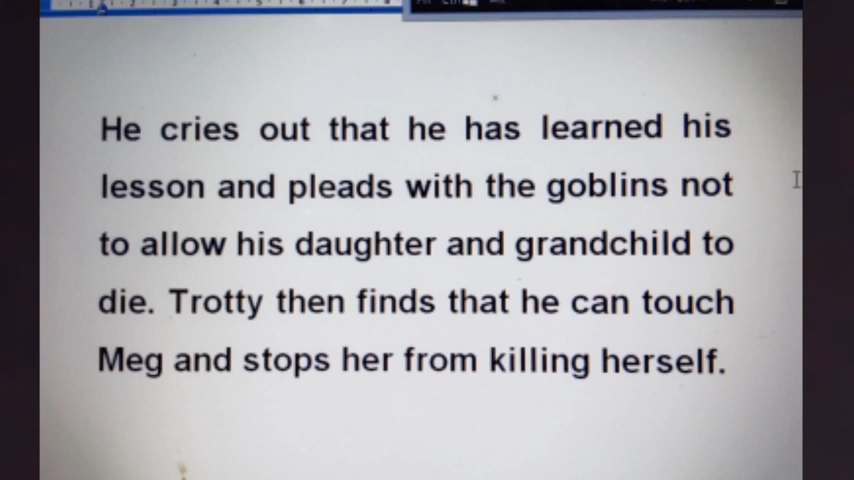 He cries out that he has learned his
lesson and pleads with the goblins not
to allow his daughter and grandchild to
die. Trotty then finds that he can touch
Meg and stops her from killing herself.